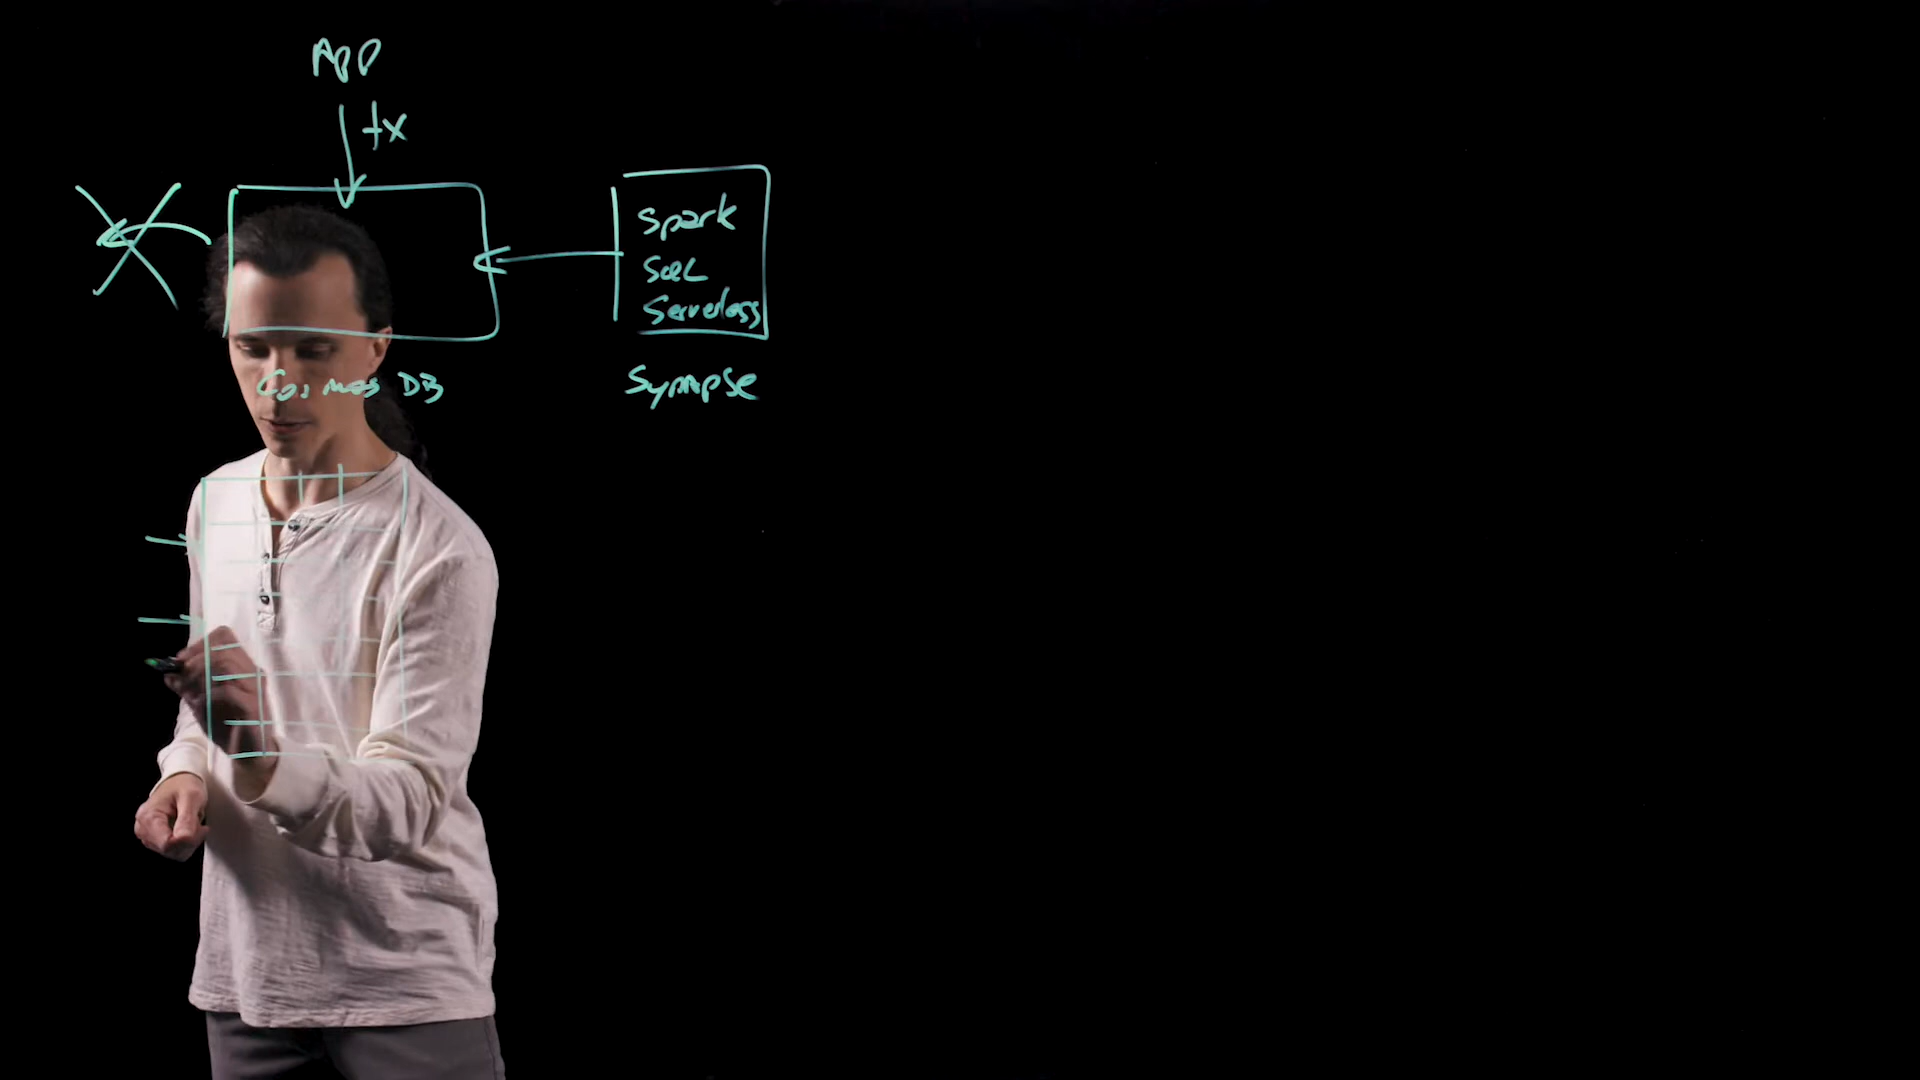 App
tx
Spark
SQL
Serverless
Cosmos DB
Synapse